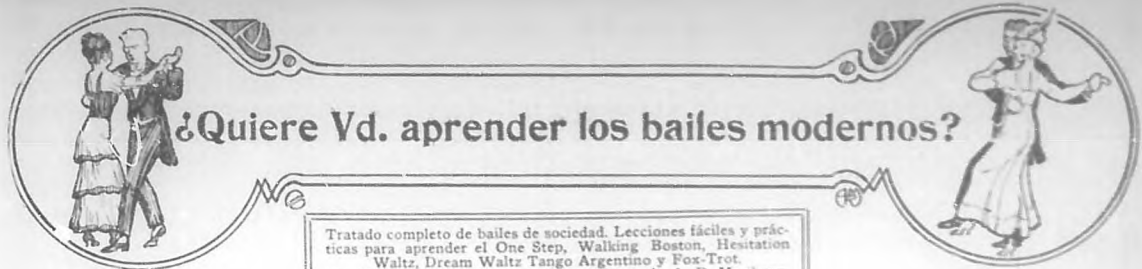 ¿Quiere Vd. aprender los bailes modernos?
Tratado completo de bailes de sociedad. Lecciones fáciles y prác-
ticas para aprender el One Step, Walking Boston, Hesitation
Waltz, Dream Waltz Tango Argentino y Fox-Trot.